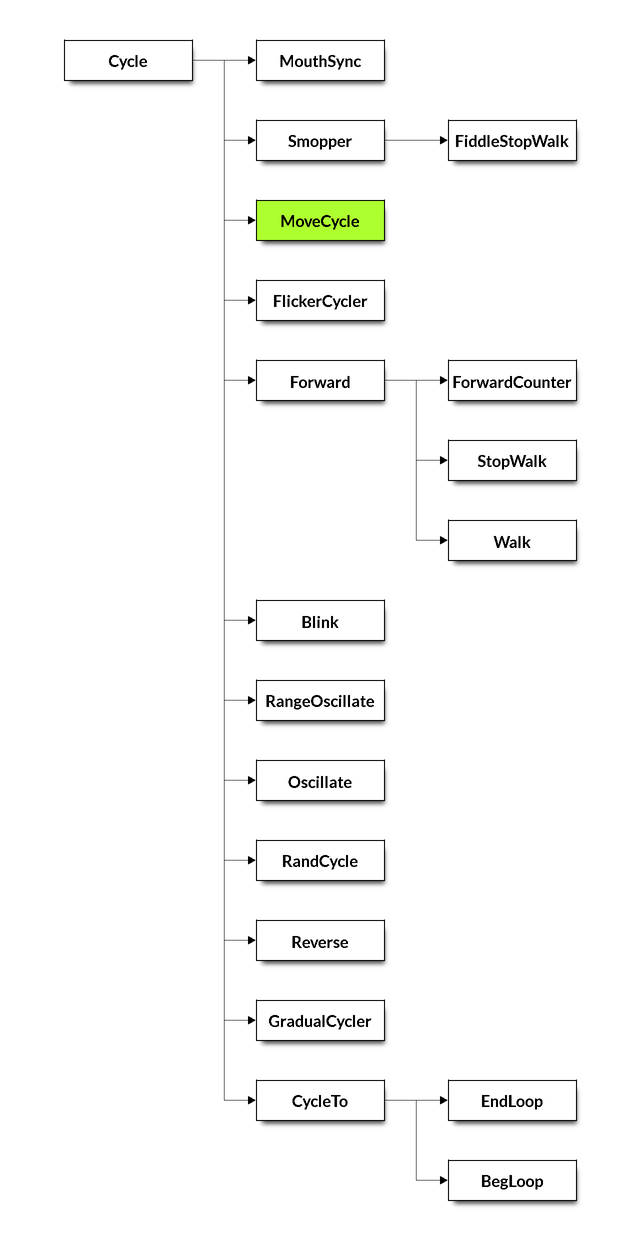 Cycle
MouthSync
Smopper
FiddleStopWalk
MoveCycle
FlickerCycler
Forward
ForwardCounter
StopWalk
Walk
Blink
RangeOscillate
Oscillate
RandCycle
Reverse
GradualCycler
CycleTo
EndLoop
BegLoop